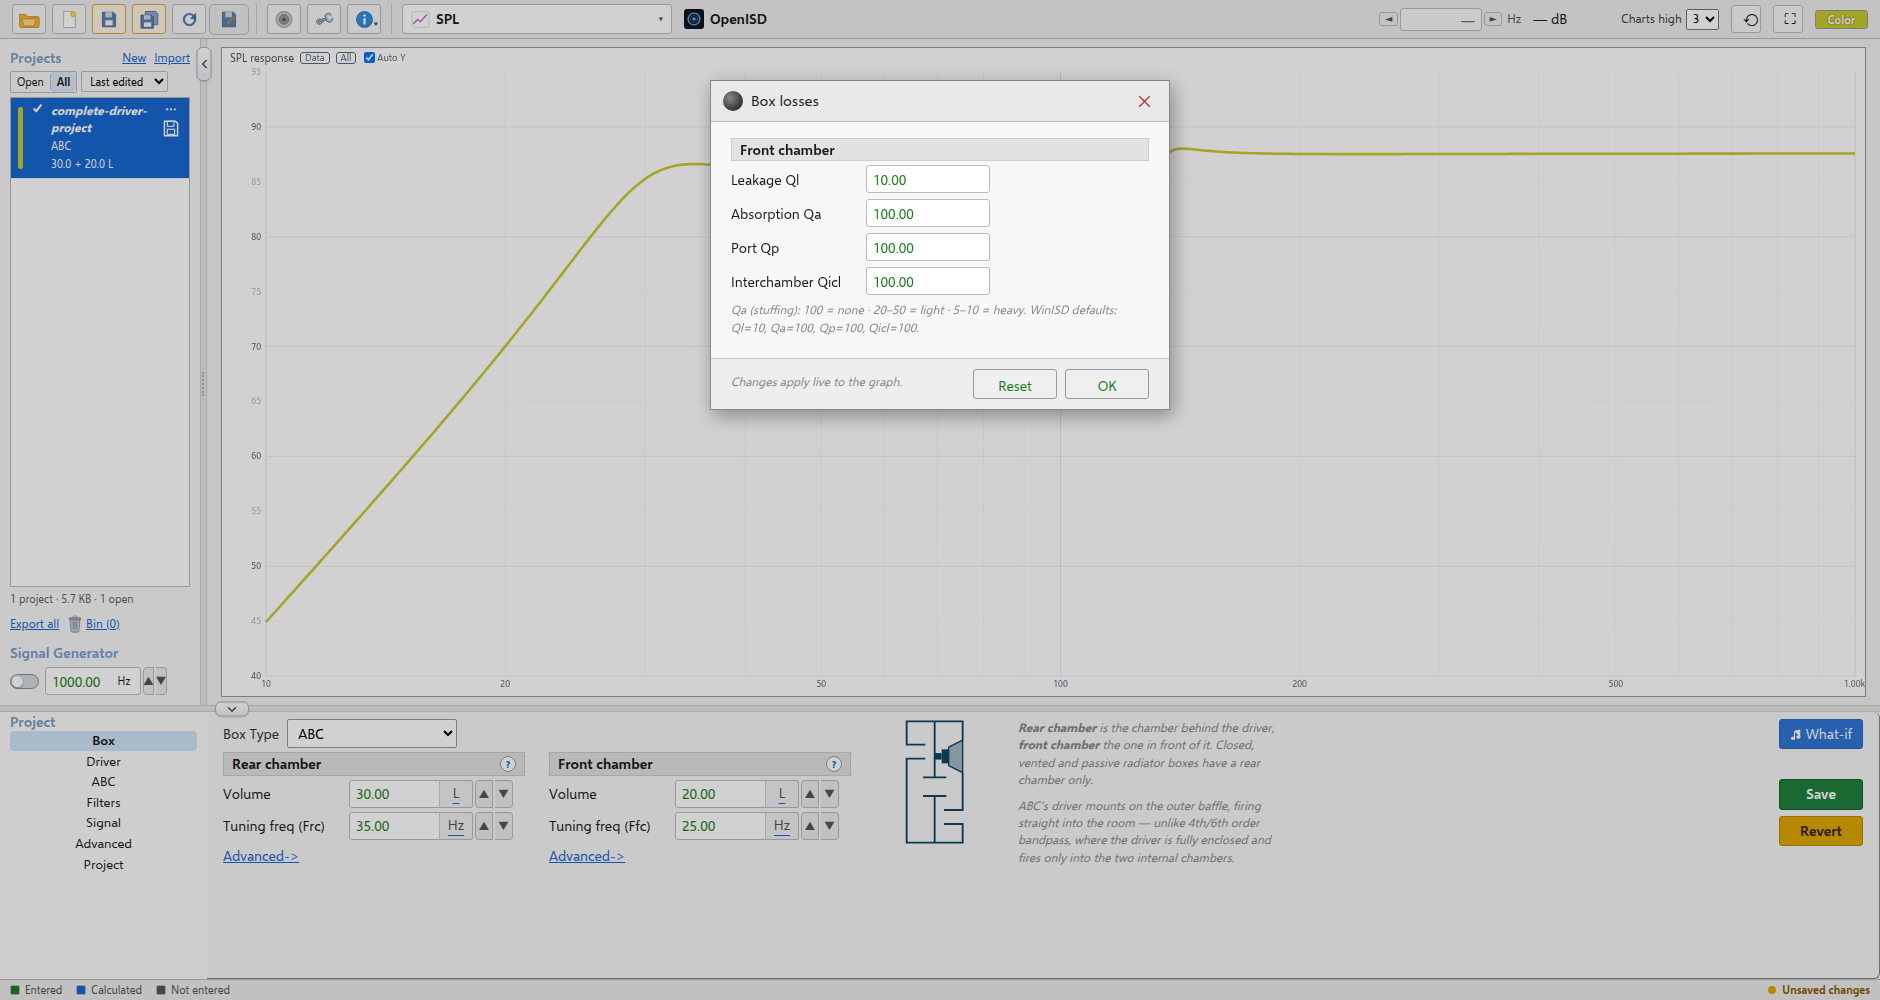 SPL
OpenISD
— Hz — dB
Charts high 3
Color
Projects New Import
Open All Last edited
complete-driver-
project
ABC
30.0 + 20.0 L
1 project · 5.7 KB · 1 open
Export all Bin (0)
Signal Generator
1000.00 Hz
SPL response Data All Auto Y
95
90
85
80
75
70
65
60
55
50
45
40
10 20 50 100 200 500 1.00k
Box losses
Front chamber
Leakage Ql 10.00
Absorption Qa 100.00
Port Qp 100.00
Interchamber Qicl 100.00
Qa (stuffing): 100 = none · 20–50 = light · 5–10 = heavy. WinISD defaults:
Ql=10, Qa=100, Qp=100, Qicl=100.
Changes apply live to the graph. Reset OK
Project
Box
Driver
ABC
Filters
Signal
Advanced
Project
Box Type ABC
Rear chamber ?
Volume 30.00 L
Tuning freq (Frc) 35.00 Hz
Advanced->
Front chamber ?
Volume 20.00 L
Tuning freq (Ffc) 25.00 Hz
Advanced->
Rear chamber is the chamber behind the driver,
front chamber the one in front of it. Closed,
vented and passive radiator boxes have a rear
chamber only.
ABC's driver mounts on the outer baffle, firing
straight into the room — unlike 4th/6th order
bandpass, where the driver is fully enclosed and
fires only into the two internal chambers.
What-if
Save
Revert
Entered Calculated Not entered
Unsaved changes